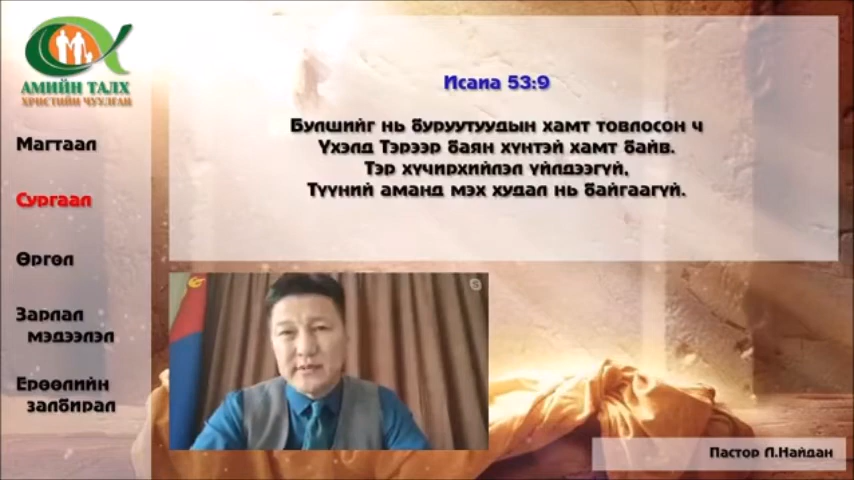 АМИЙН ТАЛХ
ХРИСТИЙН ЧУУЛГАН
Магтаал
Сургаал
Өргөл
Зарлал
мэдээлэл
Ерөөлийн
залбирал
Исаиа 53:9
Булшийг нь буруутуудын хамт товлосон ч
Үхэлд Тэрээр баян хүнтэй хамт байв.
Тэр хүчирхийлэл үйлдээгүй,
Түүний аманд мэх худал нь байгаагүй.
Пастор Л.Найдан